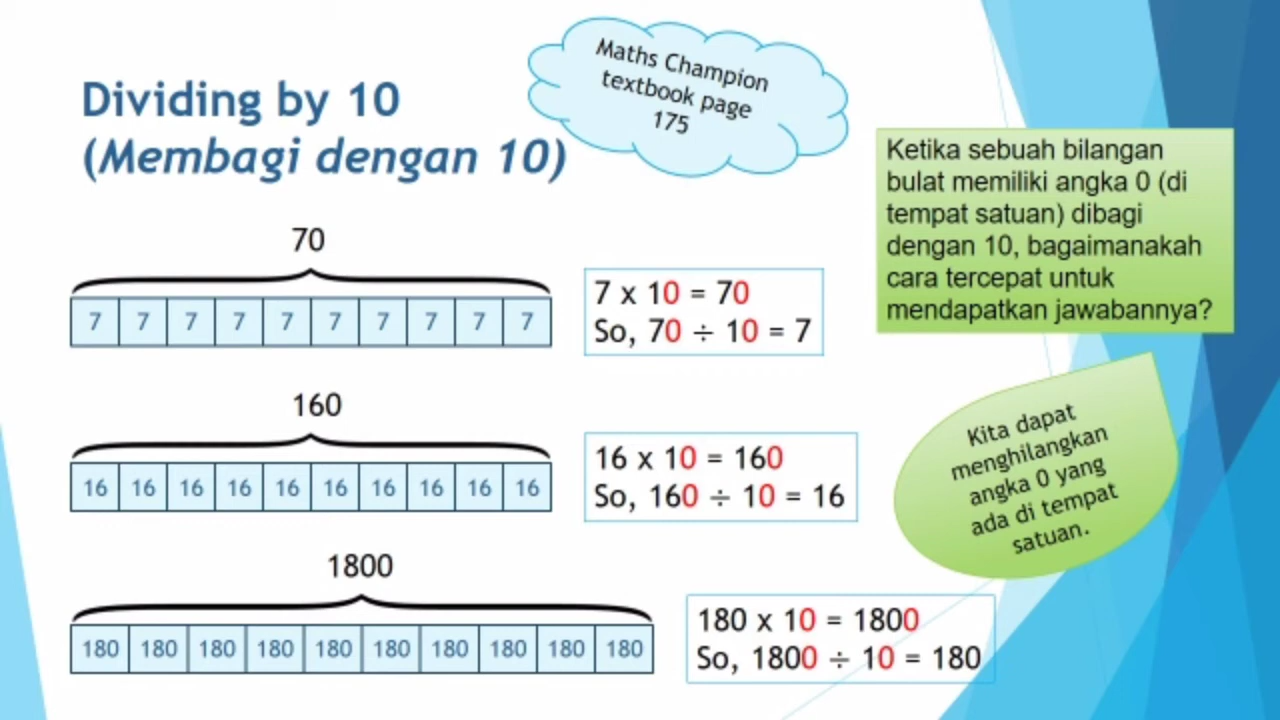 Dividing by 10
(Membagi dengan 10)
Maths Champion
textbook page
175
Ketika sebuah bilangan
bulat memiliki angka 0 (di
tempat satuan) dibagi
dengan 10, bagaimanakah
cara tercepat untuk
mendapatkan jawabannya?
70
7 7 7 7 7 7 7 7 7 7
7 x 10 = 70
So, 70 ÷ 10 = 7
160
16 16 16 16 16 16 16 16 16 16
16 x 10 = 160
So, 160 ÷ 10 = 16
Kita dapat
menghilangkan
angka 0 yang
ada di tempat
satuan.
1800
180 180 180 180 180 180 180 180 180 180
180 x 10 = 1800
So, 1800 ÷ 10 = 180